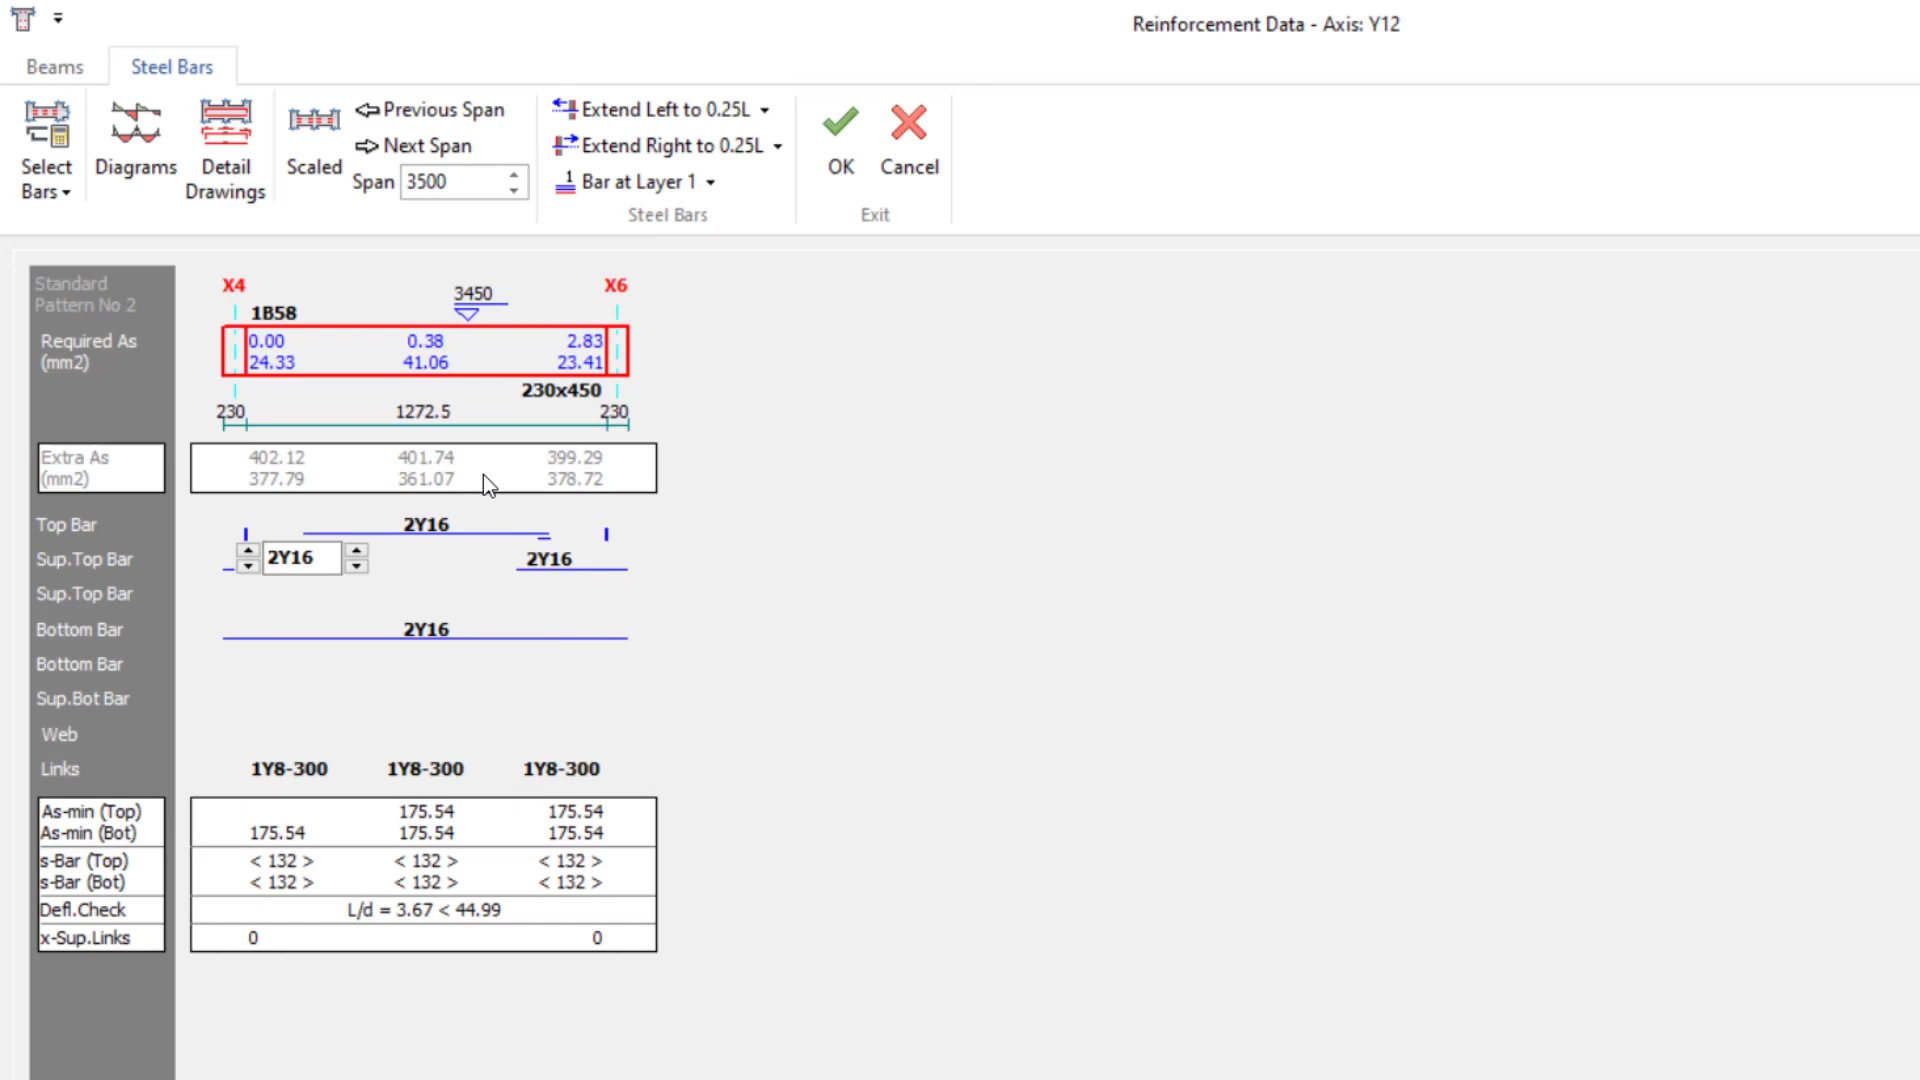 Reinforcement Data - Axis: Y12
Beams
Steel Bars
Select Bars
Diagrams
Detail Drawings
Scaled
Previous Span
Next Span
Span 3500
Extend Left to 0.25L
Extend Right to 0.25L
1 Bar at Layer 1
Steel Bars
OK
Cancel
Exit
Standard
Pattern No 2
X4 X6
3450
1B58
Required As 0.00 0.38 2.83
(mm2) 24.33 41.06 23.41
230x450
230 1272.5 230
Extra As 402.12 401.74 399.29
(mm2) 377.79 361.07 378.72
Top Bar 2Y16
Sup.Top Bar 2Y16 2Y16
Sup.Top Bar
Bottom Bar 2Y16
Bottom Bar
Sup.Bot Bar
Web
Links 1Y8-300 1Y8-300 1Y8-300
As-min (Top) 175.54 175.54
As-min (Bot) 175.54 175.54 175.54
s-Bar (Top) < 132 > < 132 > < 132 >
s-Bar (Bot) < 132 > < 132 > < 132 >
Defl.Check L/d = 3.67 < 44.99
x-Sup.Links 0 0